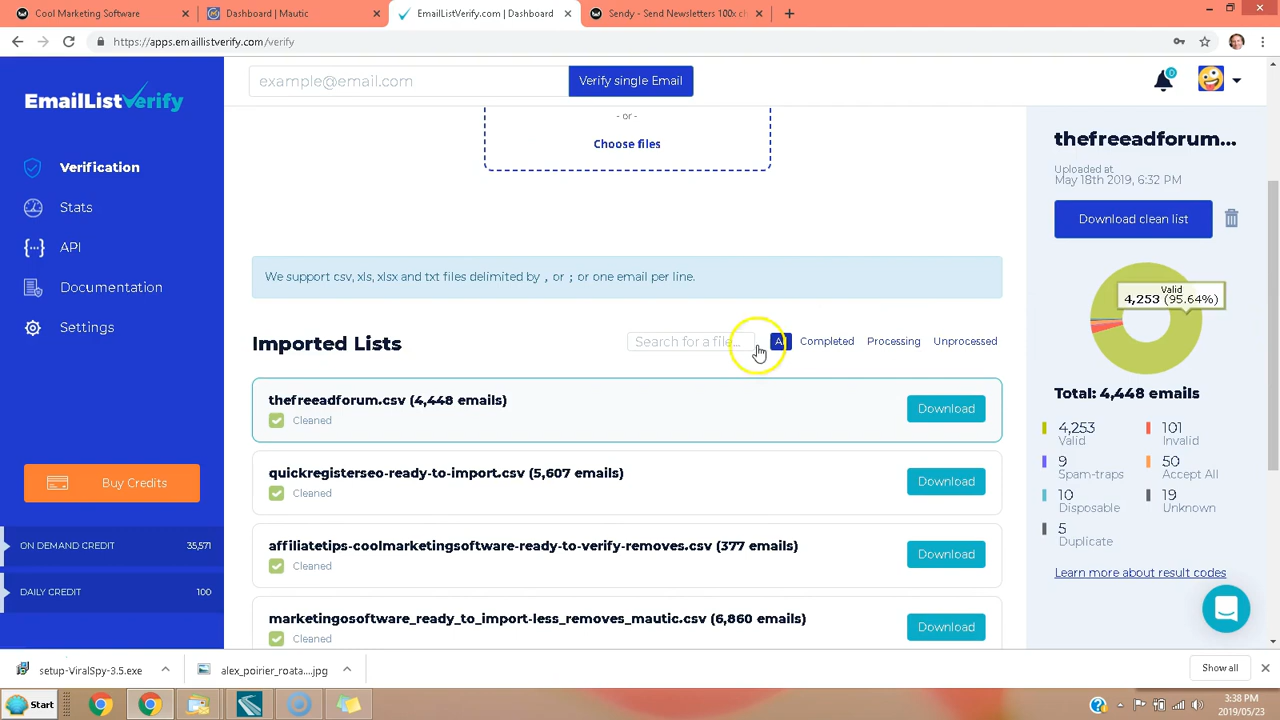 Cool Marketing Software
Dashboard | Mautic
EmailListVerify.com | Dashboard
Sendy - Send Newsletters 100x ch
https://apps.emaillistverify.com/verify
EmailListVerify
example@email.com
Verify single Email
0
Verification
Stats
API
Documentation
Settings
Buy Credits
ON DEMAND CREDIT 35,571
DAILY CREDIT 100
- or -
Choose files
We support csv, xls, xlsx and txt files delimited by , or ; or one email per line.
Imported Lists
Search for a file...
Completed
Processing
Unprocessed
thefreeadforum.csv (4,448 emails)
Cleaned
Download
quickregisterseo-ready-to-import.csv (5,607 emails)
Cleaned
Download
affiliatetips-coolmarketingsoftware-ready-to-verify-removes.csv (377 emails)
Cleaned
Download
marketingosoftware_ready_to_import-less_removes_mautic.csv (6,860 emails)
Cleaned
Download
thefreeadforum...
Uploaded at
May 18th 2019, 6:32 PM
Download clean list
Valid
4,253 (95.64%)
Total: 4,448 emails
4,253
Valid
101
Invalid
9
Spam-traps
50
Accept All
10
Disposable
19
Unknown
5
Duplicate
Learn more about result codes
setup-ViralSpy-3.5.exe
alex_poirier_roata....jpg
Show all
Start
3:38 PM
2019/05/23